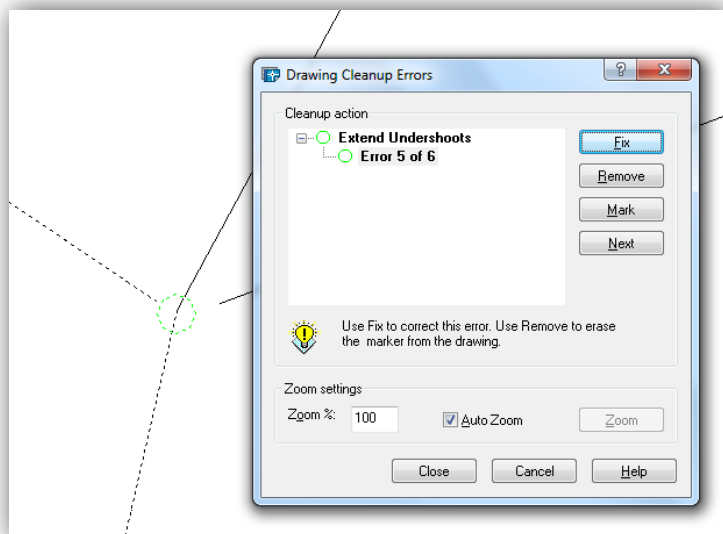 Drawing Cleanup Errors
?
Cleanup action
Extend Undershoots
Error 5 of 6
Fix
Remove
Mark
Next
Use Fix to correct this error. Use Remove to erase
the marker from the drawing.
Zoom settings
Zoom %: 100 Auto Zoom Zoom
Close Cancel Help